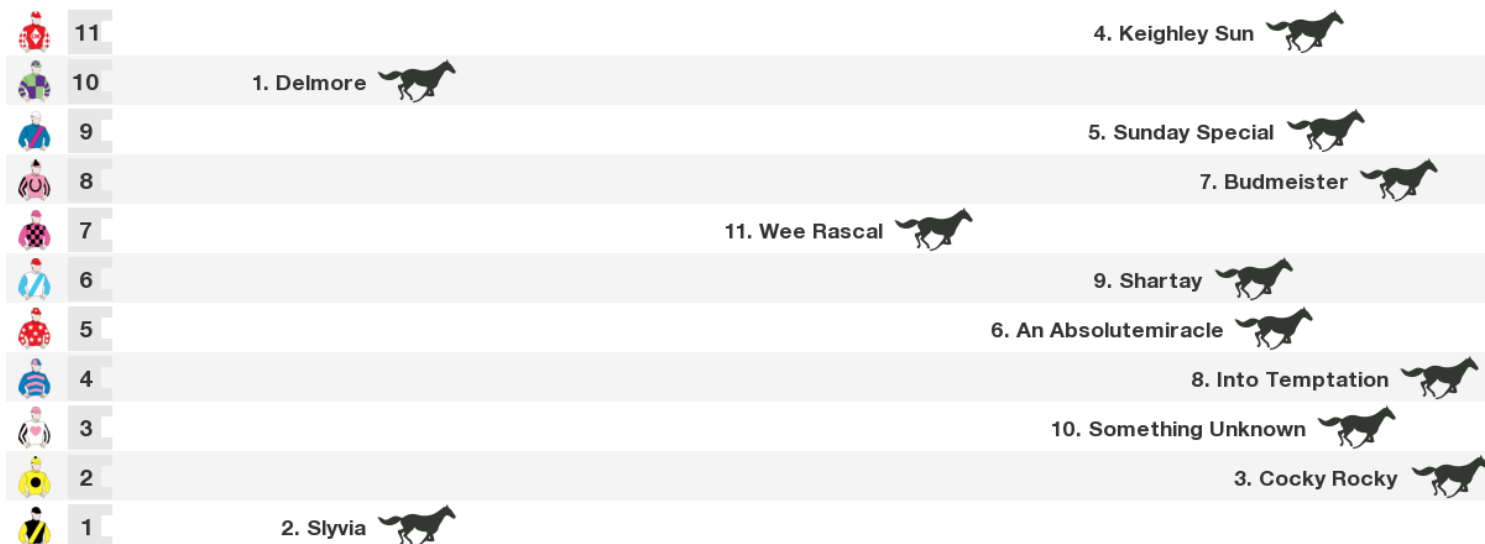 11 4. Keighley Sun
10 1. Delmore
9 5. Sunday Special
8 7. Budmeister
7 11. Wee Rascal
6 9. Shartay
5 6. An Absolutemiracle
4 8. Into Temptation
3 10. Something Unknown
2 3. Cocky Rocky
1 2. Slyvia